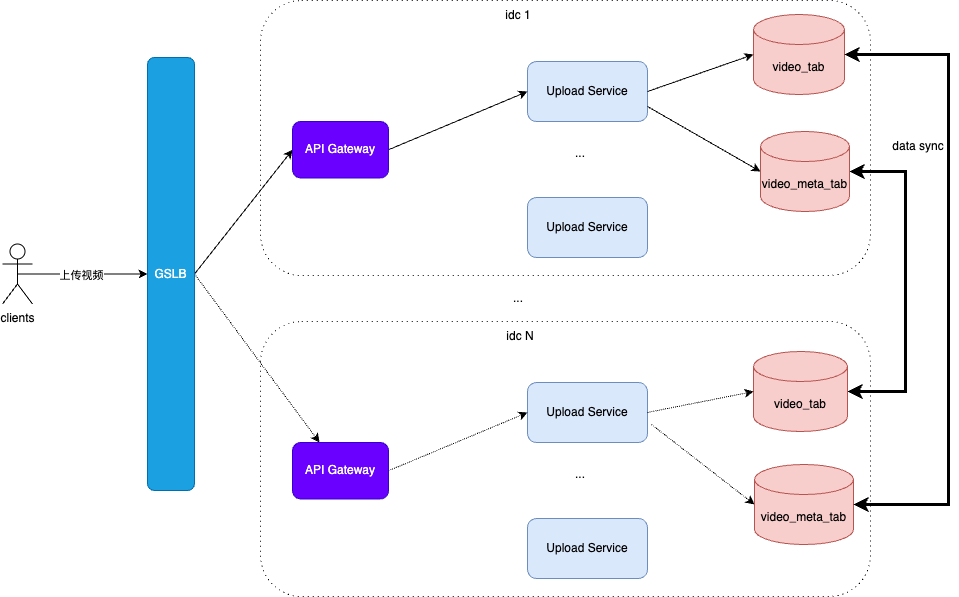 idc 1
video_tab
Upload Service
data sync
API Gateway
...
video_meta_tab
Upload Service
上传视频
GSLB
clients
...
idc N
video_tab
Upload Service
API Gateway
...
video_meta_tab
Upload Service